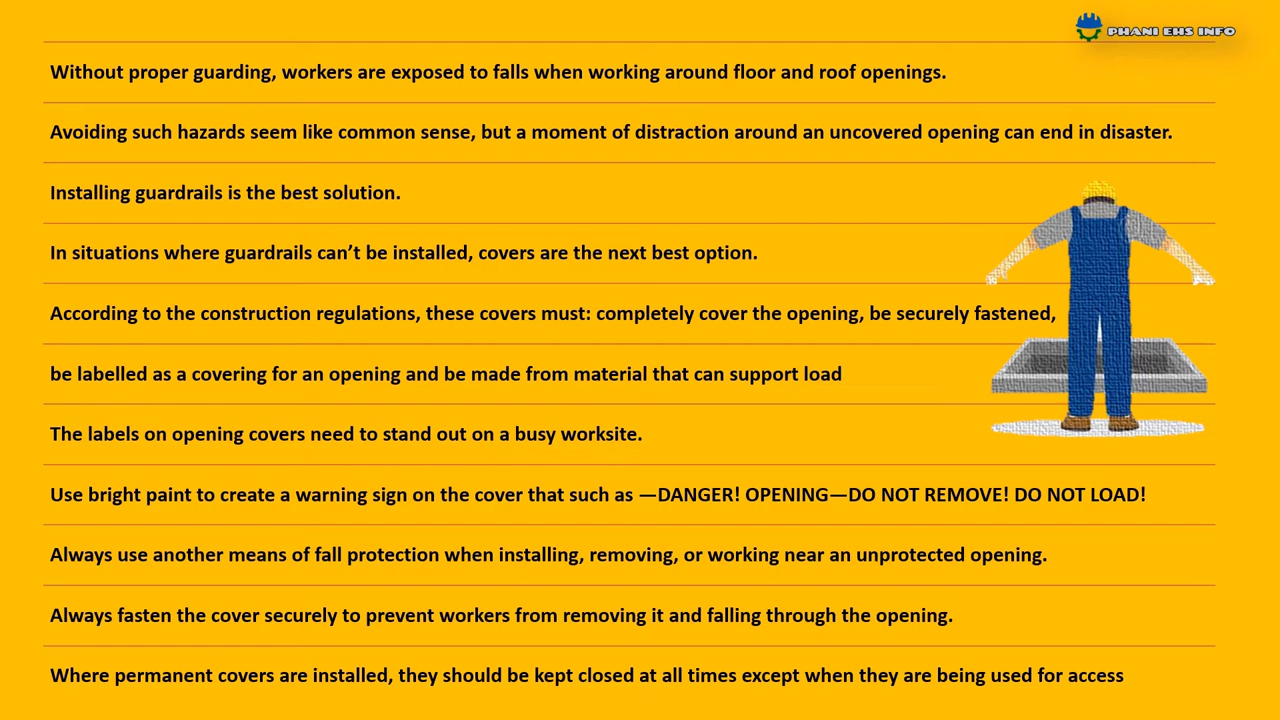 PHANI EHS INFO
Without proper guarding, workers are exposed to falls when working around floor and roof openings.
Avoiding such hazards seem like common sense, but a moment of distraction around an uncovered opening can end in disaster.
Installing guardrails is the best solution.
In situations where guardrails can’t be installed, covers are the next best option.
According to the construction regulations, these covers must: completely cover the opening, be securely fastened,
be labelled as a covering for an opening and be made from material that can support load
The labels on opening covers need to stand out on a busy worksite.
Use bright paint to create a warning sign on the cover that such as —DANGER! OPENING—DO NOT REMOVE! DO NOT LOAD!
Always use another means of fall protection when installing, removing, or working near an unprotected opening.
Always fasten the cover securely to prevent workers from removing it and falling through the opening.
Where permanent covers are installed, they should be kept closed at all times except when they are being used for access